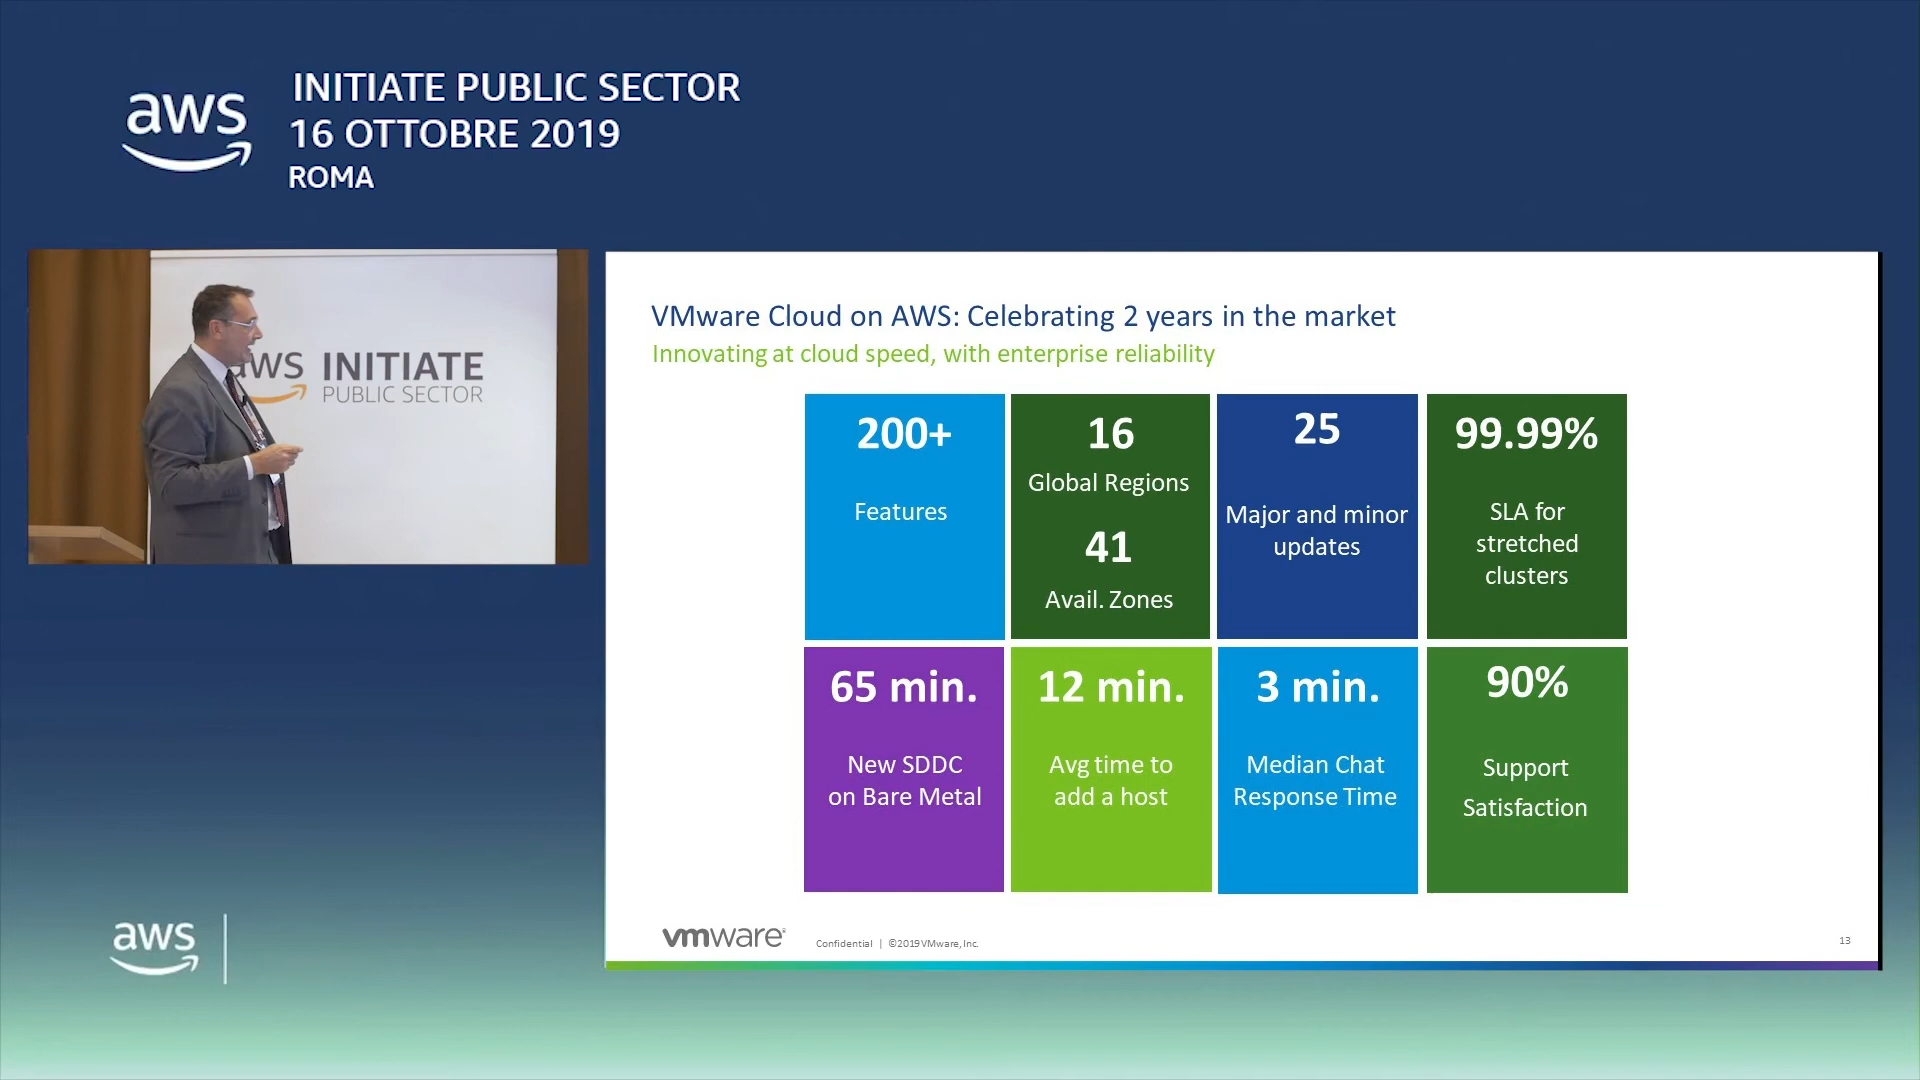 aws
INITIATE PUBLIC SECTOR
16 OTTOBRE 2019
ROMA
aws INITIATE
PUBLIC SECTOR
VMware Cloud on AWS: Celebrating 2 years in the market
Innovating at cloud speed, with enterprise reliability
200+
Features
16
Global Regions
41
Avail. Zones
25
Major and minor
updates
99.99%
SLA for
stretched
clusters
65 min.
New SDDC
on Bare Metal
12 min.
Avg time to
add a host
3 min.
Median Chat
Response Time
90%
Support
Satisfaction
vmware
Confidential | ©2019 VMware, Inc.
13
aws